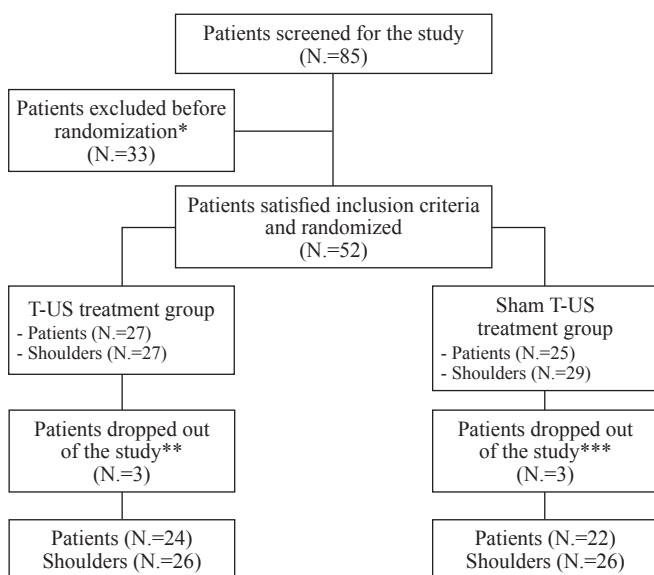 Patients screened for the study
(N.=85)
Patients excluded before
randomization*
(N.=33)
Patients satisfied inclusion criteria
and randomized
(N.=52)
T-US treatment group
- Patients (N.=27)
- Shoulders (N.=27)
Sham T-US
treatment group
- Patients (N.=25)
- Shoulders (N.=29)
Patients dropped out
of the study**
(N.=3)
Patients dropped out
of the study***
(N.=3)
Patients (N.=24)
Shoulders (N.=26)
Patients (N.=22)
Shoulders (N.=26)